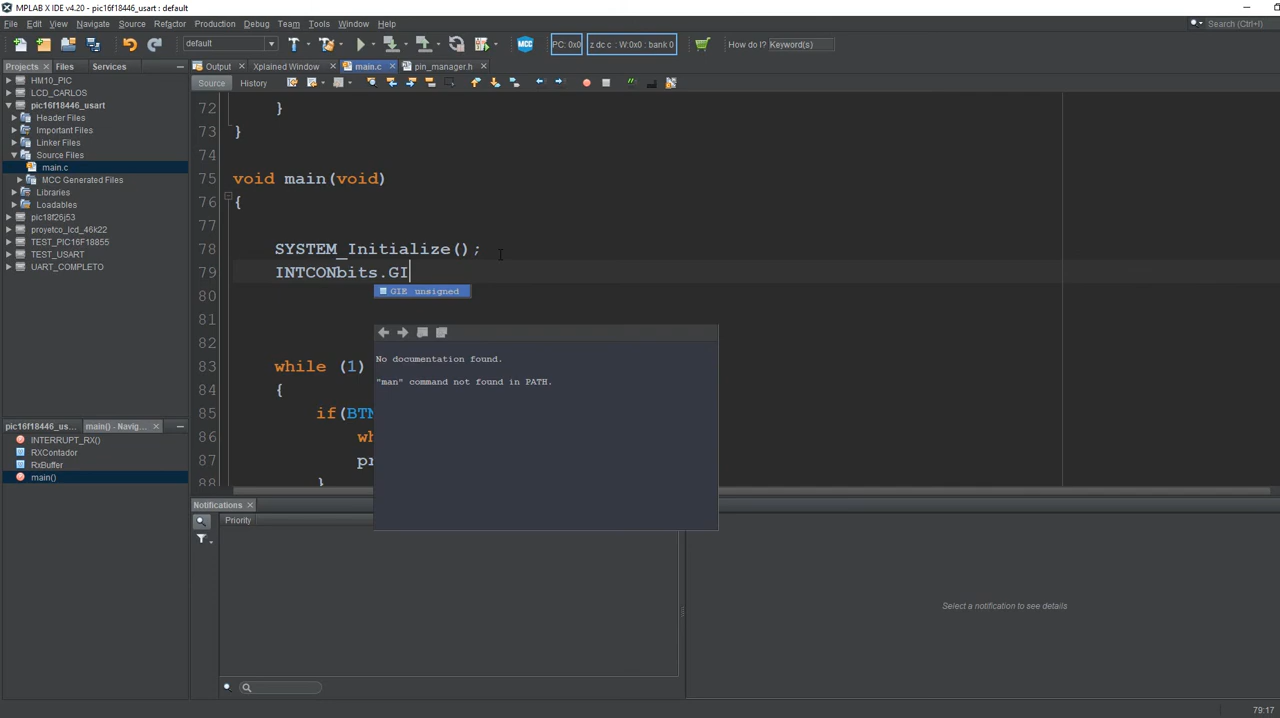 MPLAB X IDE v4.20 - pic16f18446_usart : default
File Edit View Navigate Source Refactor Production Debug Team Tools Window Help
Search (Ctrl+I)
default
PC: 0x0
z dc c : W:0x0 : bank 0
How do I? Keyword(s)
Projects
Files
Services
HM10_PIC
LCD_CARLOS
pic16f18446_usart
Header Files
Important Files
Linker Files
Source Files
main.c
MCC Generated Files
Libraries
Loadables
pic18f26j53
proyetco_lcd_46k22
TEST_PIC16F18855
TEST_USART
UART_COMPLETO
pic16f18446_us...
main() - Navig...
INTERRUPT_RX()
RXContador
RxBuffer
main()
Output
Xplained Window
main.c
pin_manager.h
Source
History
72 }
73 }
74
75 void main(void)
76 {
77
78 SYSTEM_Initialize();
79 INTCONbits.GI
80
81
82
83 while (1)
84 {
85 if(BTN
86 wh
87 pr
88 }
GIE unsigned
No documentation found.
"man" command not found in PATH.
Notifications
Priority
Select a notification to see details
79:17